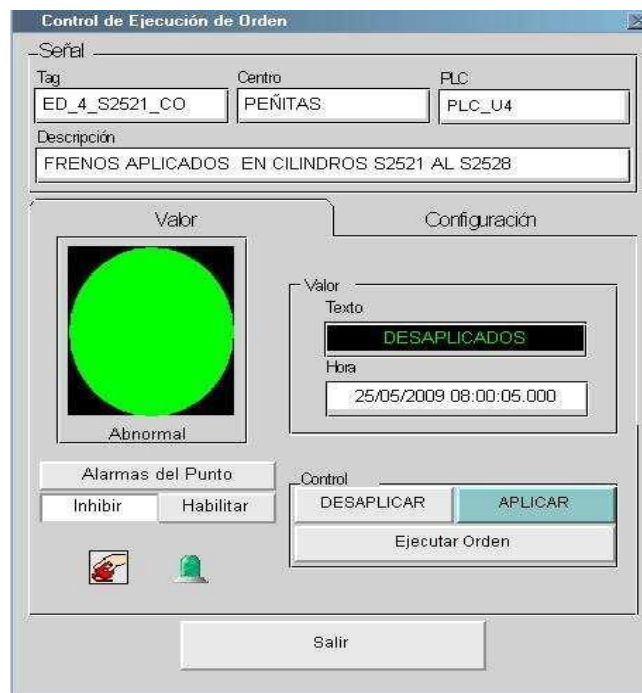 Control de Ejecución de Orden
Señal
Tag Centro PLC
ED_4_S2521_CO PEÑITAS PLC_U4
Descripción
FRENOS APLICADOS EN CILINDROS S2521 AL S2528
Valor Configuración
Valor
Texto
DESAPLICADOS
Hora
25/05/2009 08:00:05.000
Abnormal
Alarmas del Punto
Inhibir Habilitar
Control
DESAPLICAR APLICAR
Ejecutar Orden
Salir